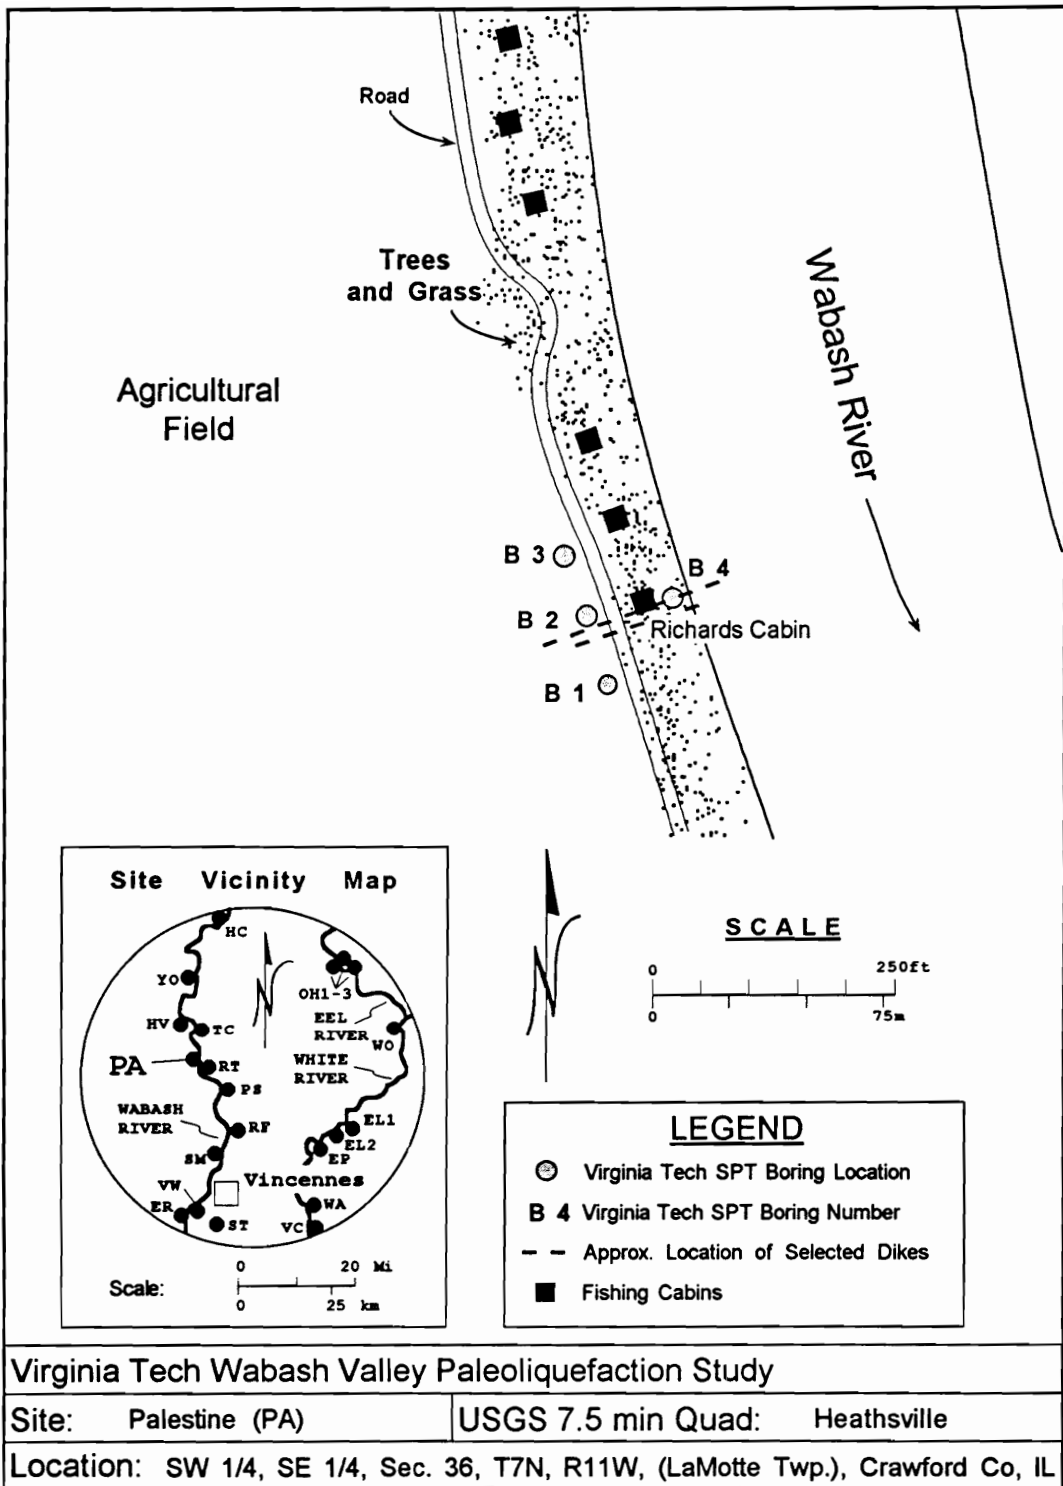 Road
Trees
and Grass
Agricultural
Field
Wabash River
B 3
B 4
B 2
Richards Cabin
B 1
Site Vicinity Map
HC
YO
OH1-3
EEL
RIVER
HV
TC
WO
PA
RT
WHITE
RIVER
PS
WABASH
RIVER
RF
EL1
EL2
SM
EP
Vincennes
VW
ER
ST
WA
VC
0 20 Mi
Scale:
0 25 km
SCALE
0 250ft
0 75m
LEGEND
Virginia Tech SPT Boring Location
B 4 Virginia Tech SPT Boring Number
Approx. Location of Selected Dikes
Fishing Cabins
Virginia Tech Wabash Valley Paleoliquefaction Study
Site: Palestine (PA)
USGS 7.5 min Quad: Heathsville
Location: SW 1/4, SE 1/4, Sec. 36, T7N, R11W, (LaMotte Twp.), Crawford Co, IL